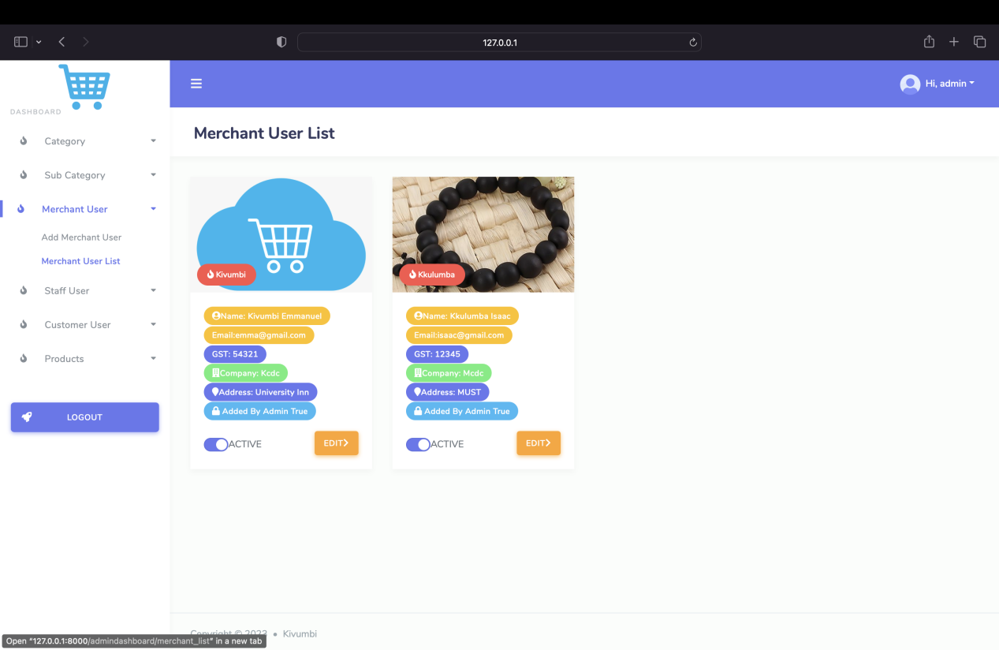 127.0.0.1
DASHBOARD
Hi, admin
Category
Sub Category
Merchant User
Add Merchant User
Merchant User List
Staff User
Customer User
Products
LOGOUT
Merchant User List
Kivumbi
Name: Kivumbi Emmanuel
Email:emma@gmail.com
GST: 54321
Company: Kcdc
Address: University Inn
Added By Admin True
ACTIVE
EDIT
Kkulumba
Name: Kkulumba Isaac
Email:isaac@gmail.com
GST: 12345
Company: Mcdc
Address: MUST
Added By Admin True
ACTIVE
EDIT
Copyright © 2023 • Kivumbi
Open "127.0.0.1:8000/admindashboard/merchant_list" in a new tab